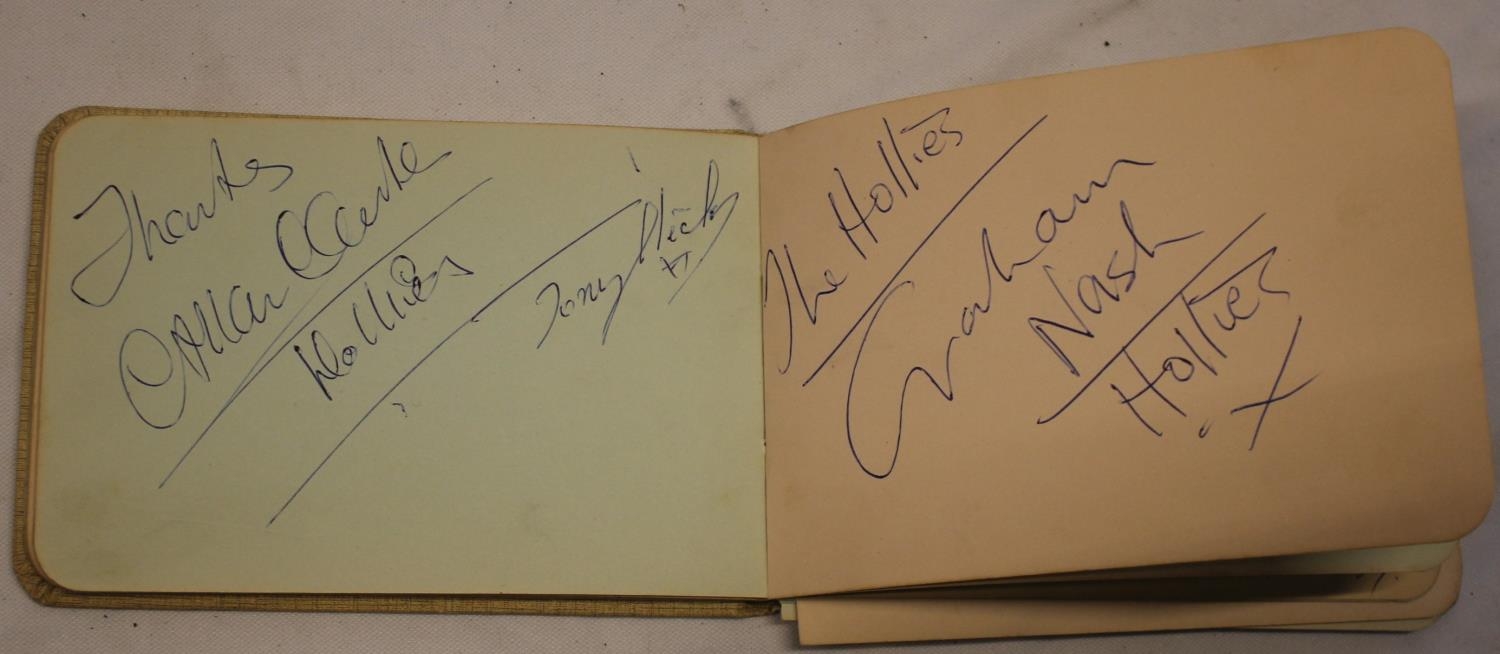 Thanks
Allan Clarke
Hollies
Tony Hicks
x
The Hollies
Graham
Nash
Hollies
x